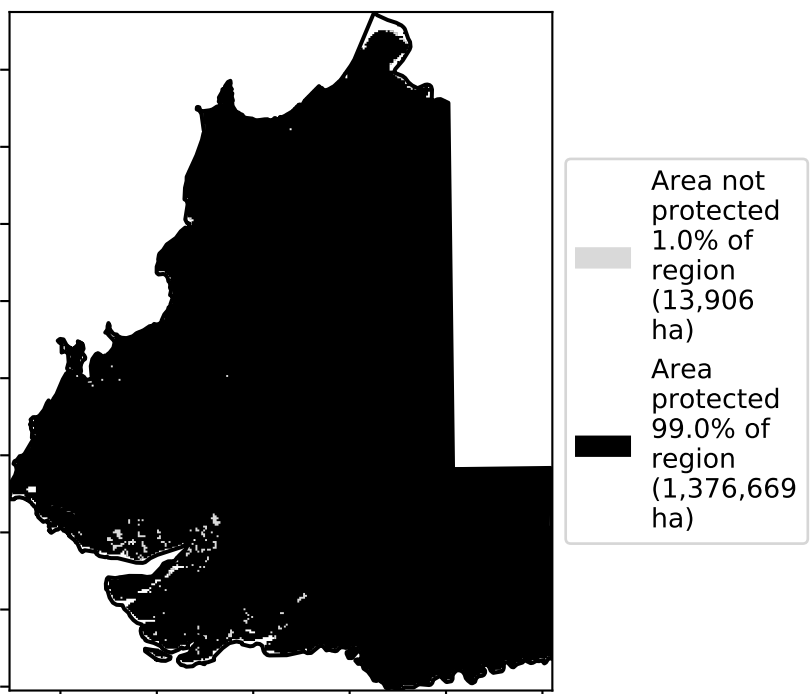 Area not
protected
1.0% of
region
(13,906
ha)
Area
protected
99.0% of
region
(1,376,669
ha)